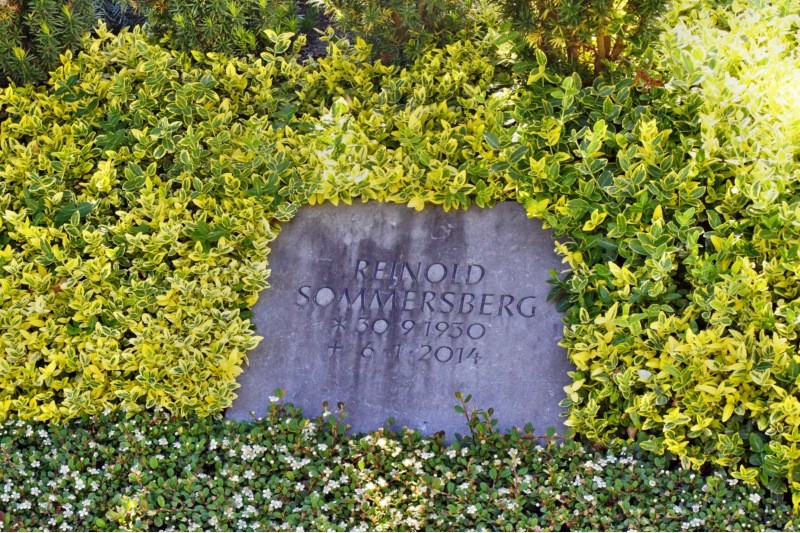 REINOLD
SOMMERSBERG
* 30 9 1930
+ 6 · 1 · 2014